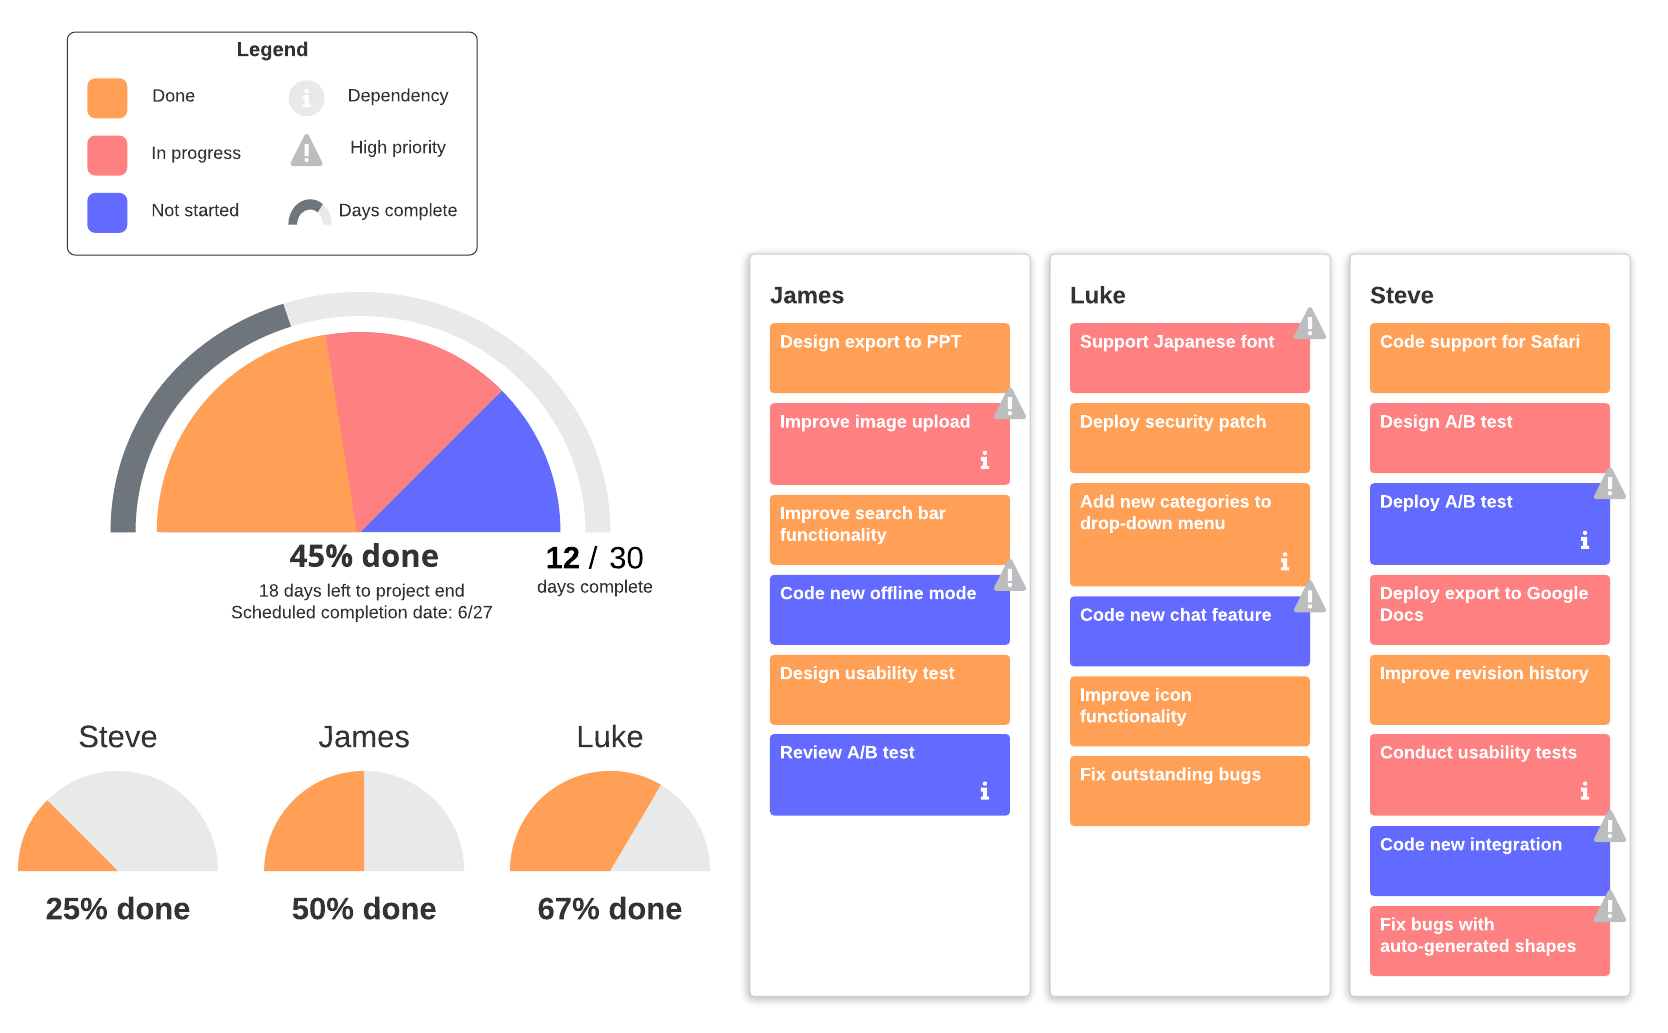 Legend
Done
Dependency
In progress
High priority
Not started
Days complete
45% done
18 days left to project end
Scheduled completion date: 6/27
12 / 30
days complete
Steve
25% done
James
50% done
Luke
67% done
James
Design export to PPT
Improve image upload
Improve search bar
functionality
Code new offline mode
Design usability test
Review A/B test
Luke
Support Japanese font
Deploy security patch
Add new categories to
drop-down menu
Code new chat feature
Improve icon
functionality
Fix outstanding bugs
Steve
Code support for Safari
Design A/B test
Deploy A/B test
Deploy export to Google
Docs
Improve revision history
Conduct usability tests
Code new integration
Fix bugs with
auto-generated shapes